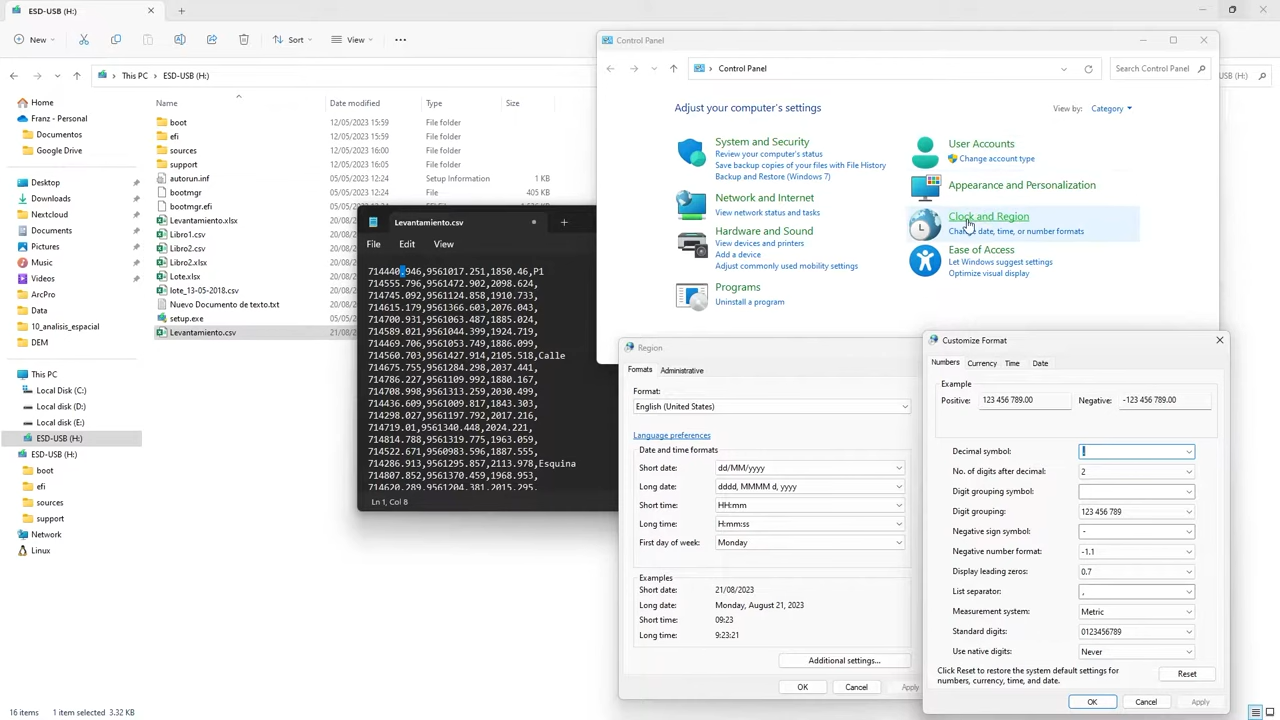 ESD-USB (H:)
New
Sort
View
This PC > ESD-USB (H:)
Home
Franz - Personal
Documentos
Google Drive
Desktop
Downloads
Nextcloud
Documents
Pictures
Music
Videos
ArcPro
Data
10_analisis_espacial
DEM
This PC
Local Disk (C:)
Local disk (D:)
Local disk (E:)
ESD-USB (H:)
ESD-USB (H:)
boot
efi
sources
support
Network
Linux
16 items 1 item selected 3.32 KB
Name Date modified Type Size
boot 12/05/2023 15:59 File folder
efi 12/05/2023 15:59 File folder
sources 12/05/2023 16:00 File folder
support 12/05/2023 16:05 File folder
autorun.inf 05/05/2023 12:24 Setup Information 1 KB
bootmgr 05/05/2023 12:24 File 405 KB
bootmgr.efi
Levantamiento.xlsx
Libro1.csv
Libro2.csv
Libro2.xlsx
Lote.xlsx
lote_13-05-2018.csv
Nuevo Documento de texto.txt
setup.exe
Levantamiento.csv
Levantamiento.csv
File Edit View
714440.946,9561017.251,1850.46,P1
714555.796,9561472.902,2098.624,
714745.092,9561124.858,1910.733,
714615.179,9561366.603,2076.043,
714700.931,9561063.487,1885.024,
714589.021,9561044.399,1924.719,
714469.706,9561053.749,1886.099,
714560.703,9561427.914,2105.518,Calle
714675.755,9561284.298,2037.441,
714786.227,9561109.992,1880.167,
714708.998,9561313.259,2030.499,
714436.609,9561009.817,1843.303,
714298.027,9561197.792,2017.216,
714719.01,9561340.448,2024.221,
714814.788,9561319.775,1963.059,
714522.671,9560983.596,1887.555,
714286.913,9561295.857,2113.978,Esquina
714807.852,9561370.459,1968.953,
714620.289,9561204.381,2015.295,
Ln 1, Col 8
Control Panel
Control Panel
Search Control Panel
Adjust your computer's settings
View by: Category
System and Security
Review your computer's status
Save backup copies of your files with File History
Backup and Restore (Windows 7)
Network and Internet
View network status and tasks
Hardware and Sound
View devices and printers
Add a device
Adjust commonly used mobility settings
Programs
Uninstall a program
User Accounts
Change account type
Appearance and Personalization
Clock and Region
Change date, time, or number formats
Ease of Access
Let Windows suggest settings
Optimize visual display
Region
Formats Administrative
Format:
English (United States)
Language preferences
Date and time formats
Short date: dd/MM/yyyy
Long date: dddd, MMMM d, yyyy
Short time: HH:mm
Long time: H:mm:ss
First day of week: Monday
Examples
Short date: 21/08/2023
Long date: Monday, August 21, 2023
Short time: 09:23
Long time: 9:23:21
Additional settings...
OK Cancel Apply
Customize Format
Numbers Currency Time Date
Example
Positive: 123 456 789.00 Negative: -123 456 789.00
Decimal symbol: .
No. of digits after decimal: 2
Digit grouping symbol:
Digit grouping: 123 456 789
Negative sign symbol: -
Negative number format: -1.1
Display leading zeros: 0.7
List separator: ,
Measurement system: Metric
Standard digits: 0123456789
Use native digits: Never
Click Reset to restore the system default settings for
numbers, currency, time, and date.
Reset
OK Cancel Apply